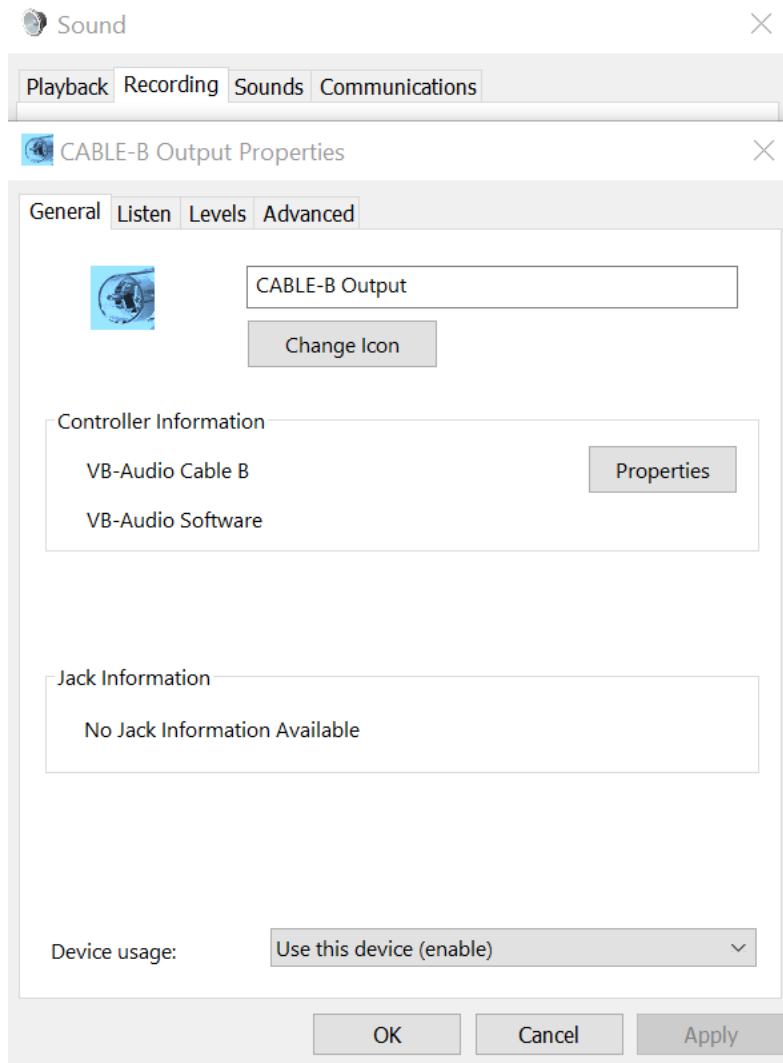 Sound
Playback Recording Sounds Communications
CABLE-B Output Properties
General Listen Levels Advanced
CABLE-B Output
Change Icon
Controller Information
VB-Audio Cable B
Properties
VB-Audio Software
Jack Information
No Jack Information Available
Device usage:
Use this device (enable)
OK Cancel Apply